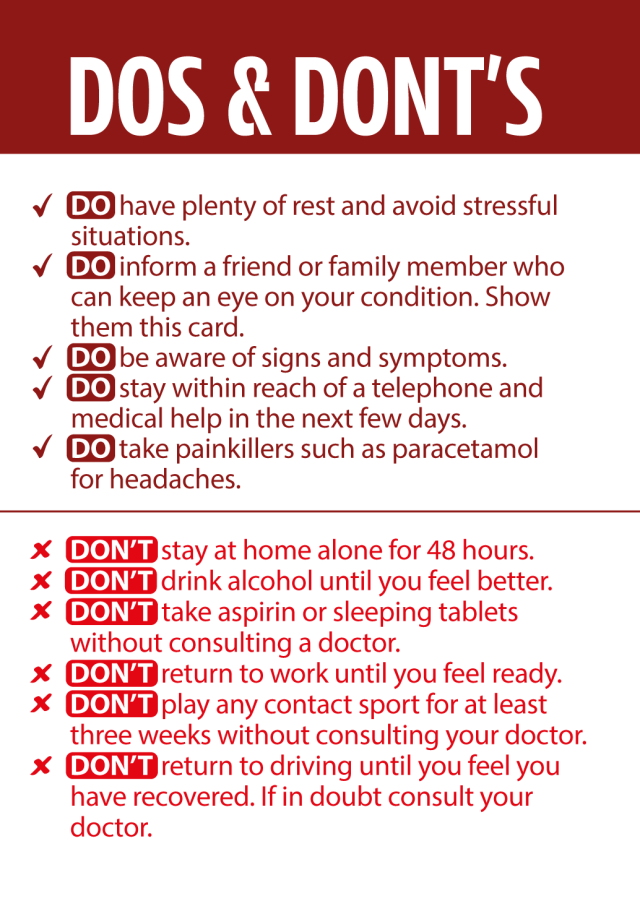 DOS & DONT’S
✓ DO have plenty of rest and avoid stressful
situations.
✓ DO inform a friend or family member who
can keep an eye on your condition. Show
them this card.
✓ DO be aware of signs and symptoms.
✓ DO stay within reach of a telephone and
medical help in the next few days.
✓ DO take painkillers such as paracetamol
for headaches.
✘ DON’T stay at home alone for 48 hours.
✘ DON’T drink alcohol until you feel better.
✘ DON’T take aspirin or sleeping tablets
without consulting a doctor.
✘ DON’T return to work until you feel ready.
✘ DON’T play any contact sport for at least
three weeks without consulting your doctor.
✘ DON’T return to driving until you feel you
have recovered. If in doubt consult your
doctor.